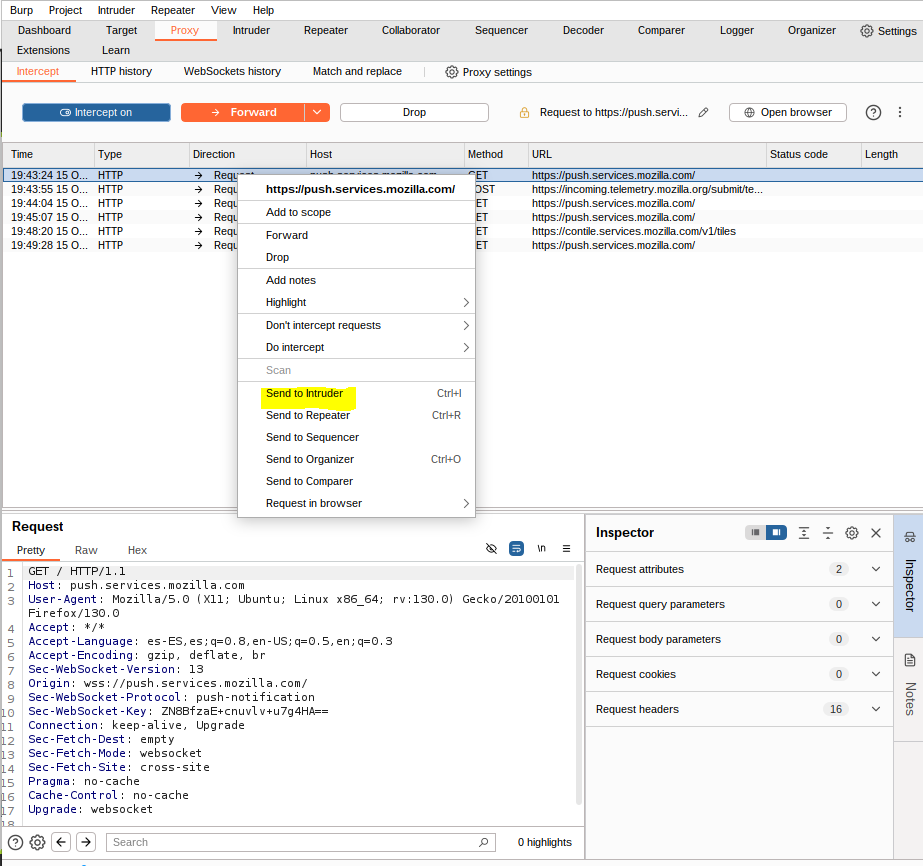 Burp Project Intruder Repeater View Help
Dashboard Target Proxy Intruder Repeater Collaborator Sequencer Decoder Comparer Logger Organizer Settings
Extensions Learn
Intercept HTTP history WebSockets history Match and replace Proxy settings
Intercept on Forward Drop Request to https://push.servi... Open browser
Time Type Direction Host Method URL Status code Length
19:43:24 15 O... HTTP → Request push.services.mozilla.com GET https://push.services.mozilla.com/
19:43:55 15 O... HTTP → Requ OST https://incoming.telemetry.mozilla.org/submit/te...
19:44:04 15 O... HTTP → Requ ET https://push.services.mozilla.com/
19:45:07 15 O... HTTP → Requ ET https://push.services.mozilla.com/
19:48:20 15 O... HTTP → Requ ET https://contile.services.mozilla.com/v1/tiles
19:49:28 15 O... HTTP → Requ ET https://push.services.mozilla.com/
https://push.services.mozilla.com/
Add to scope
Forward
Drop
Add notes
Highlight
Don't intercept requests
Do intercept
Scan
Send to Intruder Ctrl+I
Send to Repeater Ctrl+R
Send to Sequencer
Send to Organizer Ctrl+O
Send to Comparer
Request in browser
Request
Pretty Raw Hex \n
1 GET / HTTP/1.1
2 Host: push.services.mozilla.com
3 User-Agent: Mozilla/5.0 (X11; Ubuntu; Linux x86_64; rv:130.0) Gecko/20100101
Firefox/130.0
4 Accept: */*
5 Accept-Language: es-ES,es;q=0.8,en-US;q=0.5,en;q=0.3
6 Accept-Encoding: gzip, deflate, br
7 Sec-WebSocket-Version: 13
8 Origin: wss://push.services.mozilla.com/
9 Sec-WebSocket-Protocol: push-notification
10 Sec-WebSocket-Key: ZN8BfzaE+cnuvlv+u7g4HA==
11 Connection: keep-alive, Upgrade
12 Sec-Fetch-Dest: empty
13 Sec-Fetch-Mode: websocket
14 Sec-Fetch-Site: cross-site
15 Pragma: no-cache
16 Cache-Control: no-cache
17 Upgrade: websocket
18
Search 0 highlights
Inspector
Request attributes 2
Request query parameters 0
Request body parameters 0
Request cookies 0
Request headers 16
Inspector
Notes